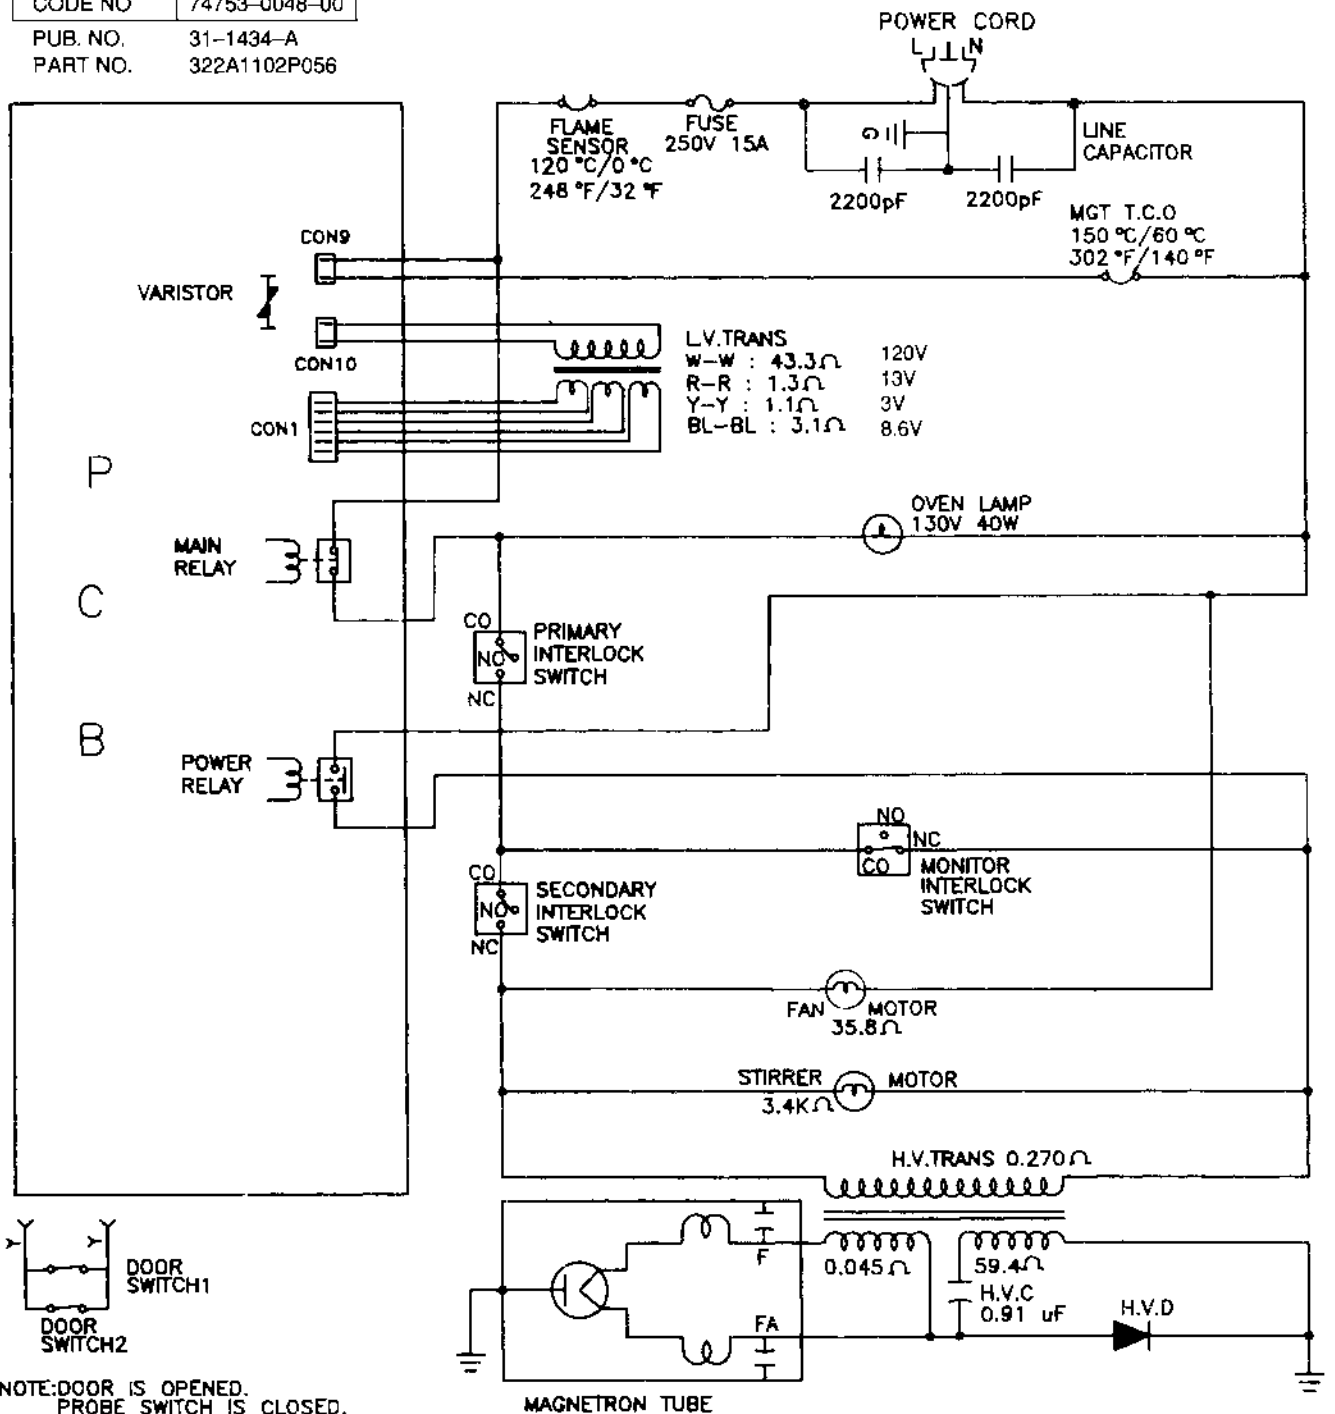 CODE NO 74753-0048-00
PUB. NO. 31-1434-A
PART NO. 322A1102P056
POWER CORD
L N
FLAME
SENSOR
120 °C/0 °C
248 °F/32 °F
FUSE
250V 15A
G
LINE
CAPACITOR
2200pF
2200pF
MGT T.C.O
150 °C/60 °C
302 °F/140 °F
CON9
VARISTOR
CON10
CON1
L.V.TRANS
W-W : 43.3Ω 120V
R-R : 1.3Ω 13V
Y-Y : 1.1Ω 3V
BL-BL : 3.1Ω 8.6V
P
C
B
MAIN
RELAY
OVEN LAMP
130V 40W
CO
NO
NC
PRIMARY
INTERLOCK
SWITCH
POWER
RELAY
NO
NC
CO
MONITOR
INTERLOCK
SWITCH
CO
NO
NC
SECONDARY
INTERLOCK
SWITCH
FAN MOTOR
35.8Ω
STIRRER MOTOR
3.4KΩ
H.V.TRANS 0.270Ω
F
0.045Ω
59.4Ω
H.V.C
0.91 uF
H.V.D
FA
MAGNETRON TUBE
Y Y
DOOR
SWITCH1
DOOR
SWITCH2
NOTE:DOOR IS OPENED.
PROBE SWITCH IS CLOSED.